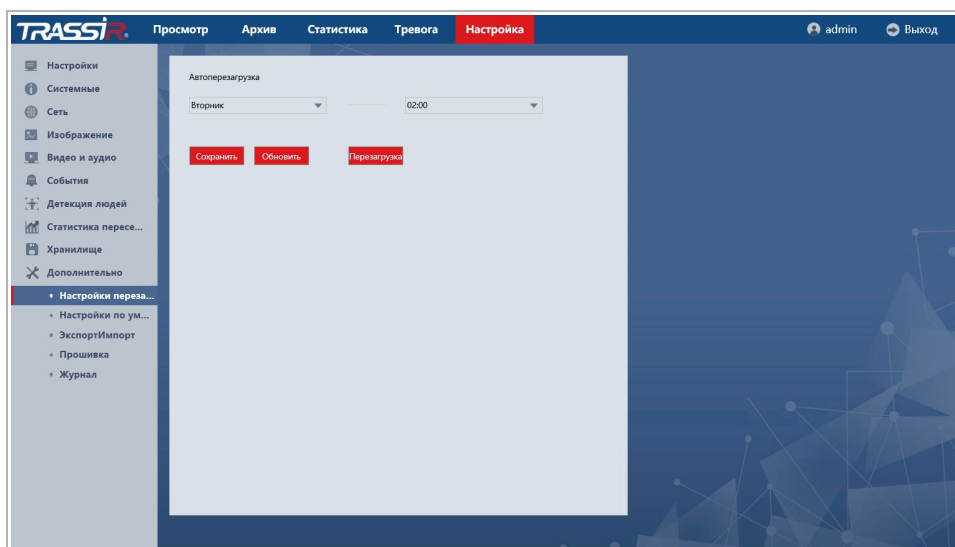 TRASSIR
Просмотр Архив Статистика Тревога Настройка admin Выход
Настройки
Системные
Сеть
Изображение
Видео и аудио
События
Детекция людей
Статистика пересе...
Хранилище
Дополнительно
• Настройки переза...
• Настройки по ум...
• ЭкспортИмпорт
• Прошивка
• Журнал
Автоперезагрузка
Вторник 02:00
Сохранить Обновить Перезагрузка